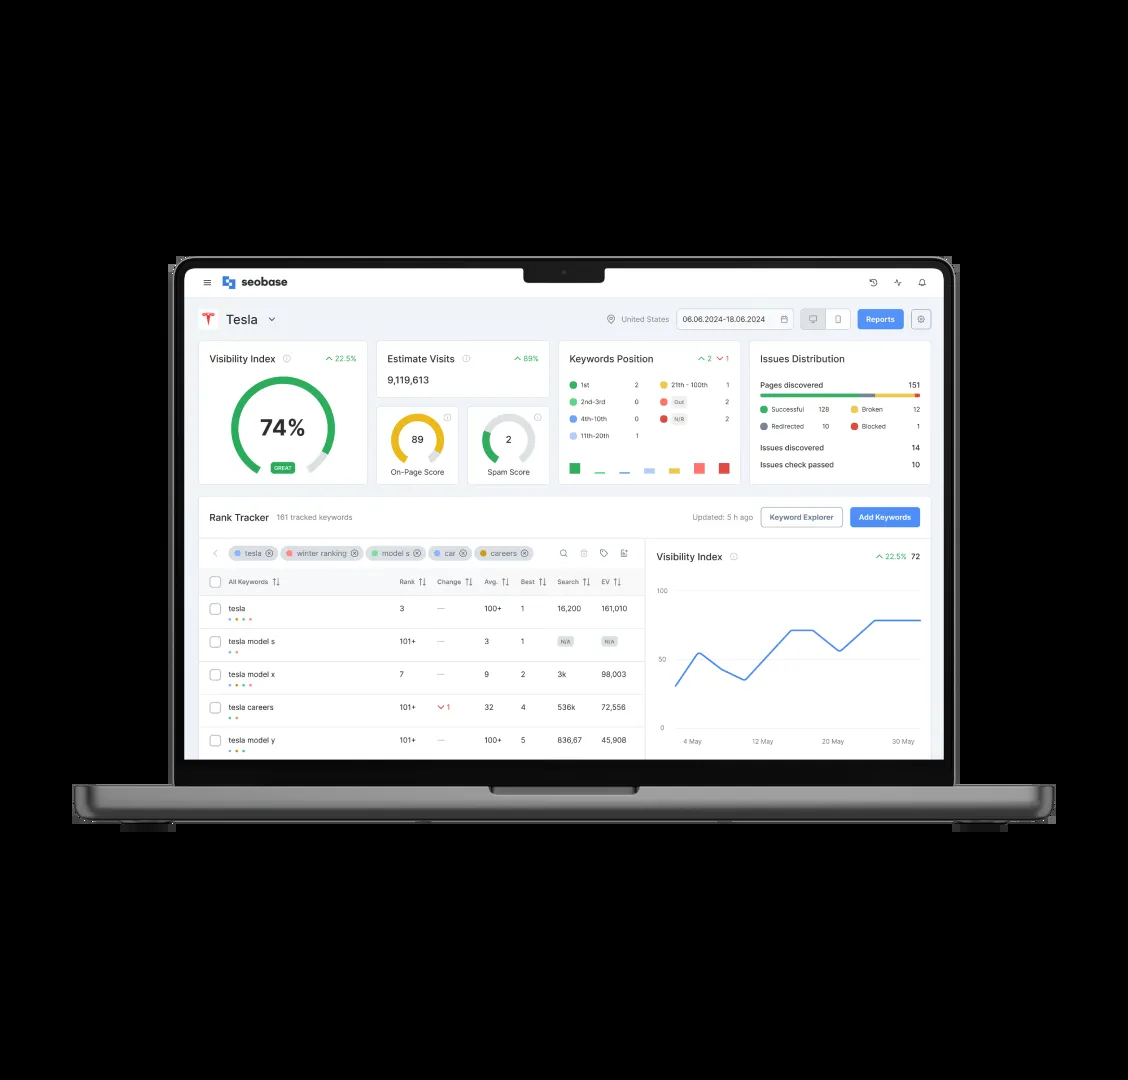 seobase
Tesla
United States
06.06.2024-18.06.2024
Reports
Visibility Index
22.5%
74%
GREAT
Estimate Visits
89%
9,119,613
89
On-Page Score
2
Spam Score
Keywords Position
2
1
1st 2
21th - 100th 1
2nd-3rd 0
Out 2
4th-10th 0
N/R 2
11th-20th 1
Issues Distribution
Pages discovered 151
Successful 128
Broken 12
Redirected 10
Blocked 1
Issues discovered 14
Issues check passed 10
Rank Tracker 161 tracked keywords
Updated: 5 h ago
Keyword Explorer
Add Keywords
tesla winter ranking model s car careers
All Keywords Rank Change Avg. Best Search EV
tesla 3 — 100+ 1 16,200 161,010
tesla model s 101+ — 3 1 N/A N/A
tesla model x 7 — 9 2 3k 98,003
tesla careers 101+ 1 32 4 536k 72,556
tesla model y 101+ — 100+ 5 836,67 45,908
Visibility Index
22.5% 72
100
50
0
4 May 12 May 20 May 30 May